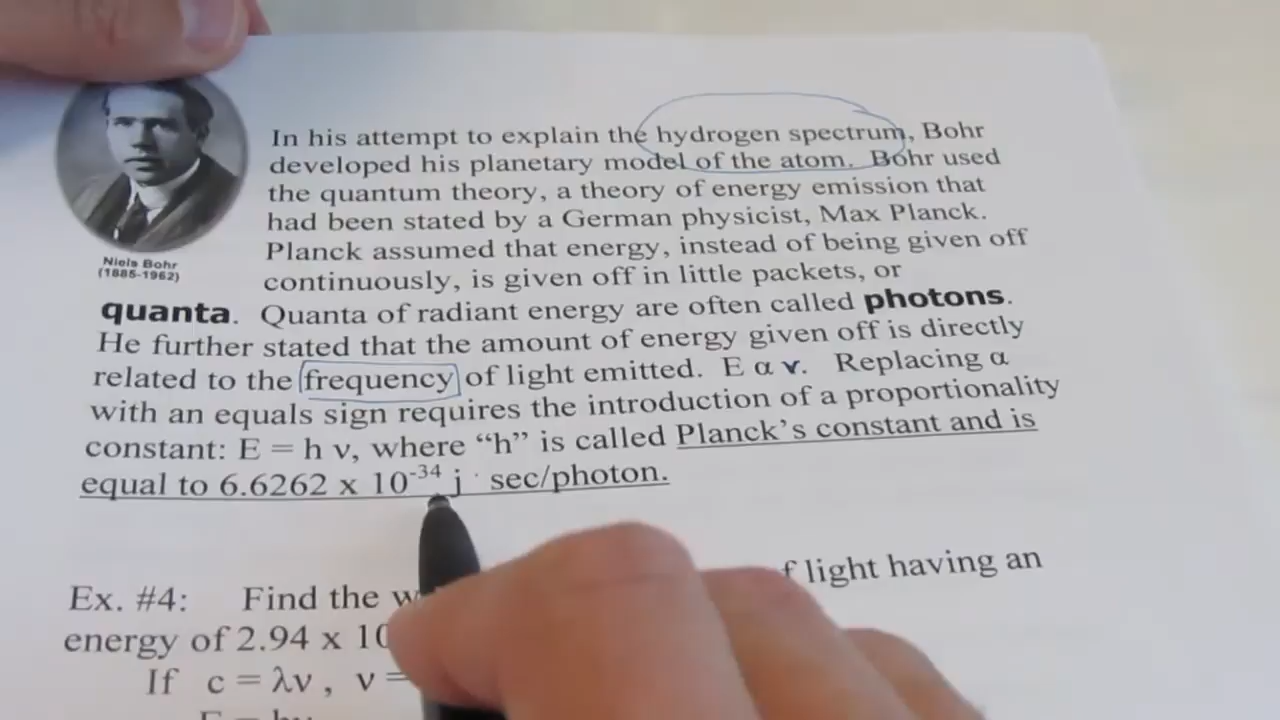 In his attempt to explain the hydrogen spectrum, Bohr
developed his planetary model of the atom. Bohr used
the quantum theory, a theory of energy emission that
had been stated by a German physicist, Max Planck.
Planck assumed that energy, instead of being given off
continuously, is given off in little packets, or
Niels Bohr
(1885-1962)
quanta. Quanta of radiant energy are often called photons.
He further stated that the amount of energy given off is directly
related to the frequency of light emitted. E α ν. Replacing α
with an equals sign requires the introduction of a proportionality
constant: E = h ν, where “h” is called Planck’s constant and is
equal to 6.6262 x 10⁻³⁴ j · sec/photon.
Ex. #4: Find the light having an
energy of 2.94 x
If c = λν, ν =